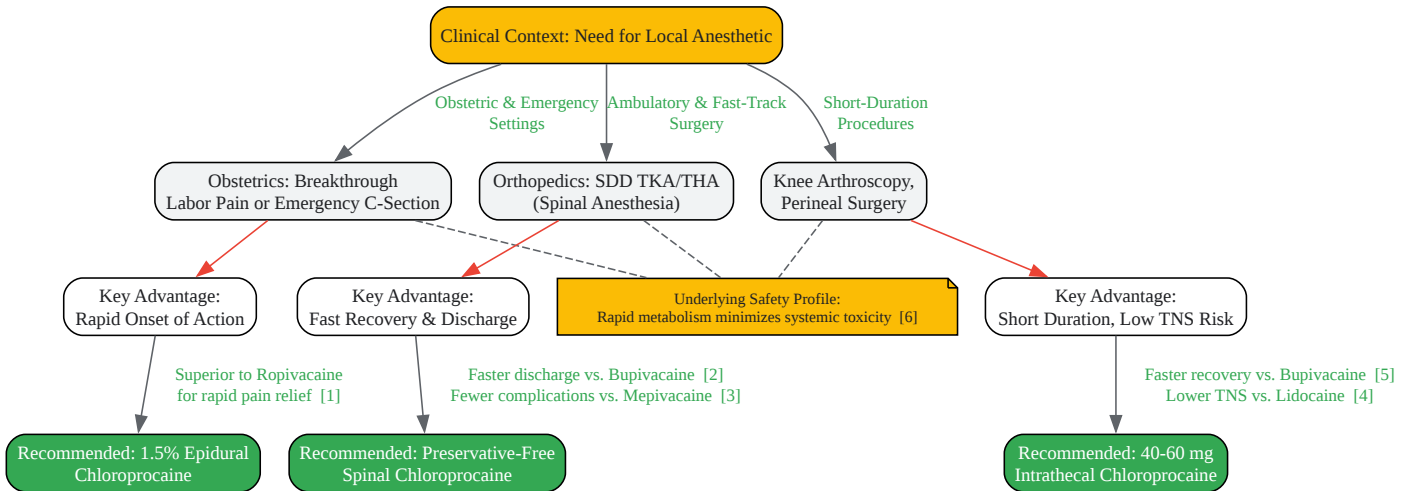 Clinical Context: Need for Local Anesthetic
Obstetric & Emergency
Settings
Ambulatory & Fast-Track
Surgery
Short-Duration
Procedures
Obstetrics: Breakthrough
Labor Pain or Emergency C-Section
Orthopedics: SDD TKA/THA
(Spinal Anesthesia)
Knee Arthroscopy,
Perineal Surgery
Key Advantage:
Rapid Onset of Action
Key Advantage:
Fast Recovery & Discharge
Underlying Safety Profile:
Rapid metabolism minimizes systemic toxicity [6]
Key Advantage:
Short Duration, Low TNS Risk
Superior to Ropivacaine
for rapid pain relief [1]
Faster discharge vs. Bupivacaine [2]
Fewer complications vs. Mepivacaine [3]
Faster recovery vs. Bupivacaine [5]
Lower TNS vs. Lidocaine [4]
Recommended: 1.5% Epidural
Chloroprocaine
Recommended: Preservative-Free
Spinal Chloroprocaine
Recommended: 40-60 mg
Intrathecal Chloroprocaine